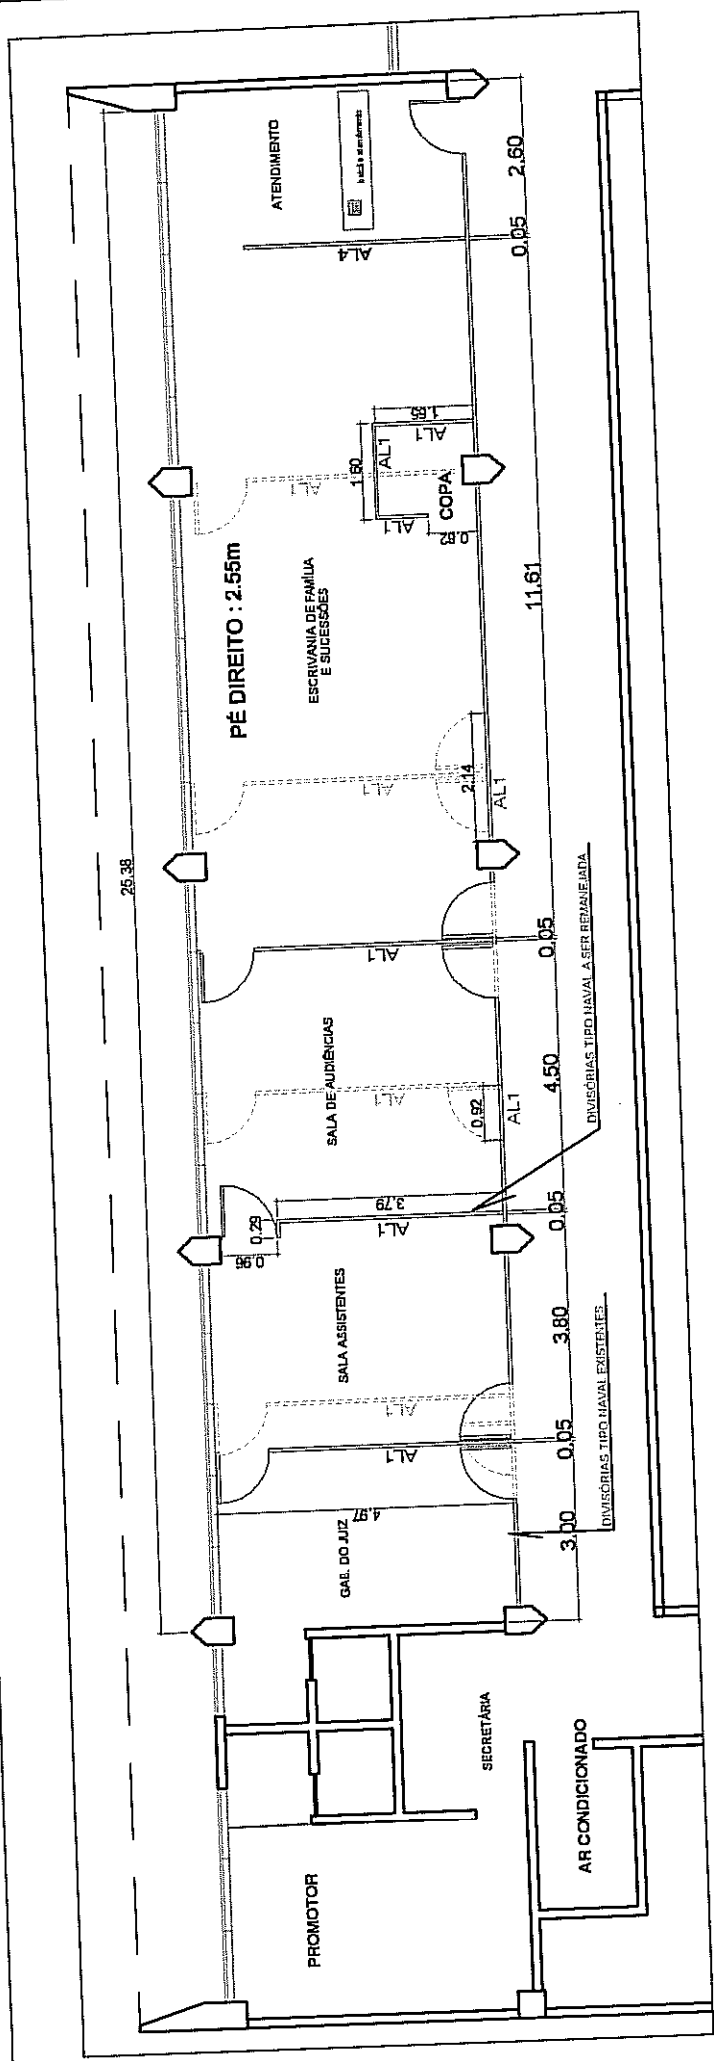 ATENDIMENTO
balcão atendimento
AL4
2.60
0.05
25.38
PÉ DIREITO : 2.55m
ESCRIVANIA DE FAMÍLIA
E SUCESSÕES
1.60
AL1
1.65
AL1
AL1
COPA
AL1
0.83
11.61
AL1
2.14
AL1
AL1
0.05
SALA DE AUDIÊNCIAS
AL1
0.92
AL1
4.50
DIVISÓRIAS TIPO NAVAL A SER REMANEJADA
3.79
0.29
0.96
AL1
0.05
SALA ASSISTENTES
3.80
AL1
AL1
0.05
DIVISÓRIAS TIPO NAVAL EXISTENTES
4.97
GAB. DO JUIZ
3.00
SECRETÁRIA
PROMOTOR
AR CONDICIONADO